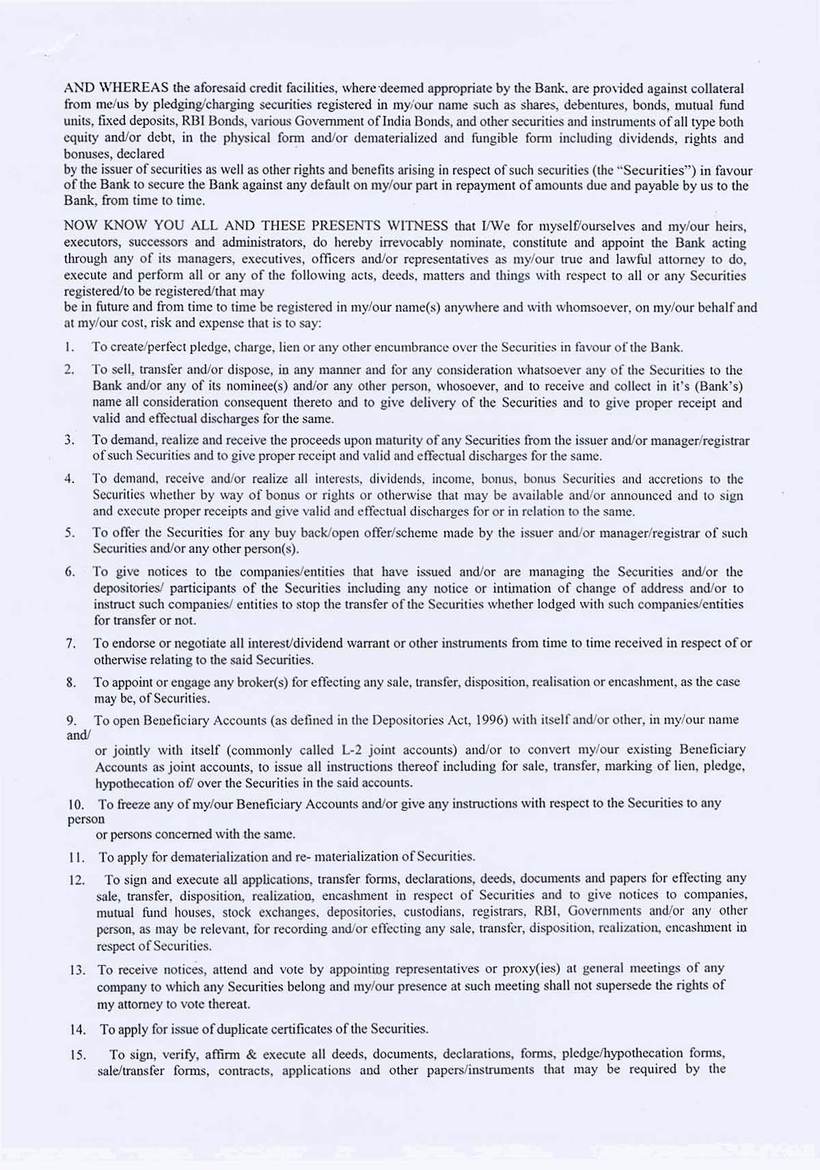 AND WHEREAS the aforesaid credit facilities, where deemed appropriate by the Bank, are provided against collateral
from me/us by pledging/charging securities registered in my/our name such as shares, debentures, bonds, mutual fund
units, fixed deposits, RBI Bonds, various Government of India Bonds, and other securities and instruments of all type both
equity and/or debt, in the physical form and/or dematerialized and fungible form including dividends, rights and
bonuses, declared
by the issuer of securities as well as other rights and benefits arising in respect of such securities (the “Securities”) in favour
of the Bank to secure the Bank against any default on my/our part in repayment of amounts due and payable by us to the
Bank, from time to time.
NOW KNOW YOU ALL AND THESE PRESENTS WITNESS that I/We for myself/ourselves and my/our heirs,
executors, successors and administrators, do hereby irrevocably nominate, constitute and appoint the Bank acting
through any of its managers, executives, officers and/or representatives as my/our true and lawful attorney to do,
execute and perform all or any of the following acts, deeds, matters and things with respect to all or any Securities
registered/to be registered/that may
be in future and from time to time be registered in my/our name(s) anywhere and with whomsoever, on my/our behalf and
at my/our cost, risk and expense that is to say:
1. To create/perfect pledge, charge, lien or any other encumbrance over the Securities in favour of the Bank.
2. To sell, transfer and/or dispose, in any manner and for any consideration whatsoever any of the Securities to the
Bank and/or any of its nominee(s) and/or any other person, whosoever, and to receive and collect in it’s (Bank’s)
name all consideration consequent thereto and to give delivery of the Securities and to give proper receipt and
valid and effectual discharges for the same.
3. To demand, realize and receive the proceeds upon maturity of any Securities from the issuer and/or manager/registrar
of such Securities and to give proper receipt and valid and effectual discharges for the same.
4. To demand, receive and/or realize all interests, dividends, income, bonus, bonus Securities and accretions to the
Securities whether by way of bonus or rights or otherwise that may be available and/or announced and to sign
and execute proper receipts and give valid and effectual discharges for or in relation to the same.
5. To offer the Securities for any buy back/open offer/scheme made by the issuer and/or manager/registrar of such
Securities and/or any other person(s).
6. To give notices to the companies/entities that have issued and/or are managing the Securities and/or the
depositories/ participants of the Securities including any notice or intimation of change of address and/or to
instruct such companies/ entities to stop the transfer of the Securities whether lodged with such companies/entities
for transfer or not.
7. To endorse or negotiate all interest/dividend warrant or other instruments from time to time received in respect of or
otherwise relating to the said Securities.
8. To appoint or engage any broker(s) for effecting any sale, transfer, disposition, realisation or encashment, as the case
may be, of Securities.
9. To open Beneficiary Accounts (as defined in the Depositories Act, 1996) with itself and/or other, in my/our name
and/
or jointly with itself (commonly called L-2 joint accounts) and/or to convert my/our existing Beneficiary
Accounts as joint accounts, to issue all instructions thereof including for sale, transfer, marking of lien, pledge,
hypothecation of/ over the Securities in the said accounts.
10. To freeze any of my/our Beneficiary Accounts and/or give any instructions with respect to the Securities to any
person
or persons concerned with the same.
11. To apply for dematerialization and re- materialization of Securities.
12. To sign and execute all applications, transfer forms, declarations, deeds, documents and papers for effecting any
sale, transfer, disposition, realization, encashment in respect of Securities and to give notices to companies,
mutual fund houses, stock exchanges, depositories, custodians, registrars, RBI, Governments and/or any other
person, as may be relevant, for recording and/or effecting any sale, transfer, disposition, realization, encashment in
respect of Securities.
13. To receive notices, attend and vote by appointing representatives or proxy(ies) at general meetings of any
company to which any Securities belong and my/our presence at such meeting shall not supersede the rights of
my attorney to vote thereat.
14. To apply for issue of duplicate certificates of the Securities.
15. To sign, verify, affirm & execute all deeds, documents, declarations, forms, pledge/hypothecation forms,
sale/transfer forms, contracts, applications and other papers/instruments that may be required by the